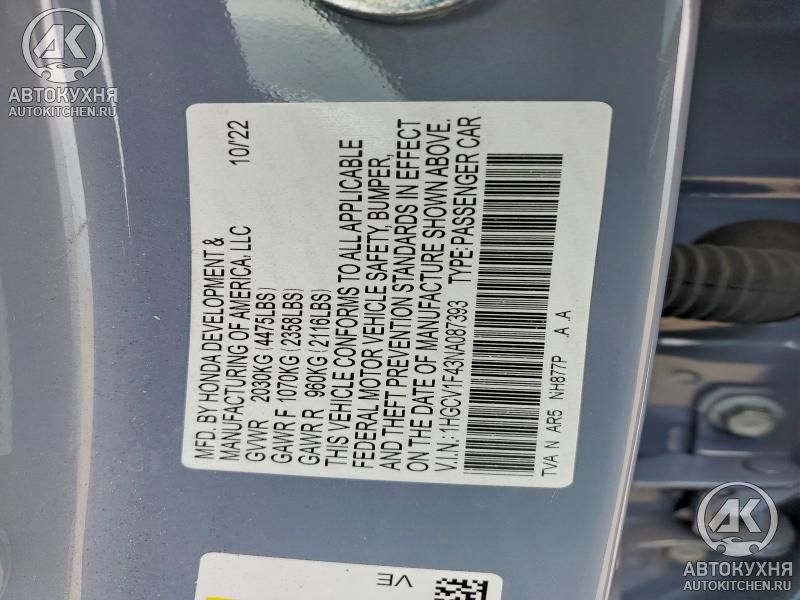 АВТОКУХНЯ
AUTOKITCHEN.RU
MFD. BY HONDA DEVELOPMENT & 10/22
MANUFACTURING OF AMERICA, LLC
GVWR 2030KG (4475LBS)
GAWR F 1070KG (2358LBS)
GAWR R 960KG (2116LBS)
THIS VEHICLE CONFORMS TO ALL APPLICABLE
FEDERAL MOTOR VEHICLE SAFETY, BUMPER,
AND THEFT PREVENTION STANDARDS IN EFFECT
ON THE DATE OF MANUFACTURE SHOWN ABOVE.
V.I.N.: 1HGCV1F43NA087393 TYPE: PASSENGER CAR
TVA N AR5 NH877P .A .A
VE
АВТОКУХНЯ
AUTOKITCHEN.RU